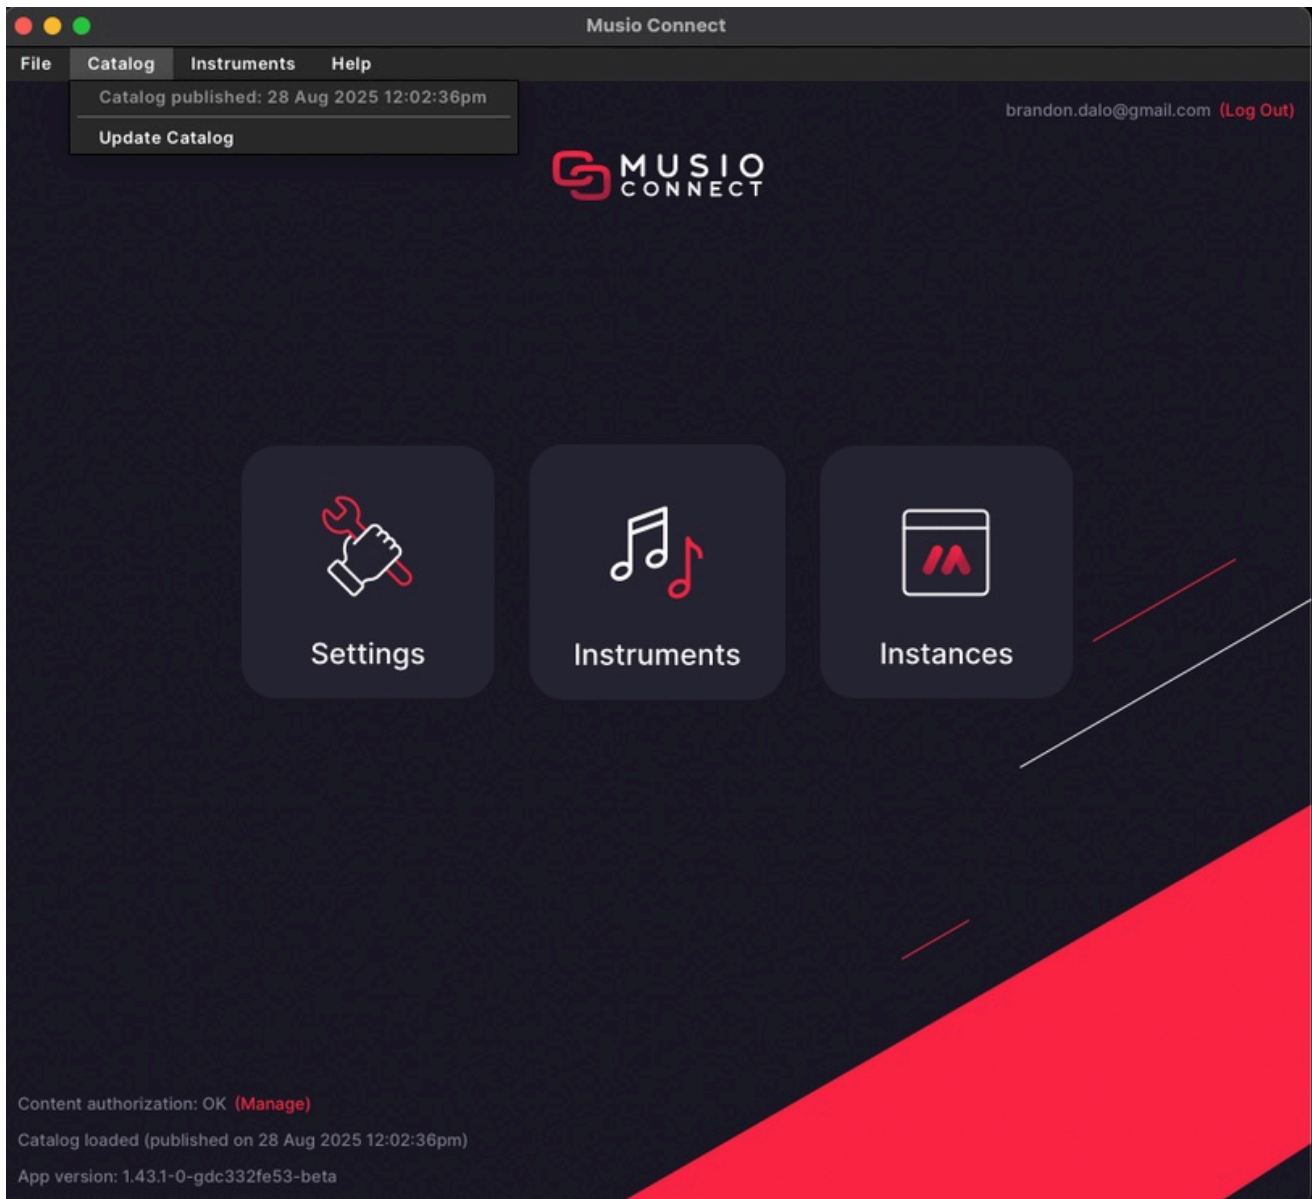 Musio Connect
File Catalog Instruments Help
Catalog published: 28 Aug 2025 12:02:36pm
Update Catalog
brandon.dalo@gmail.com (Log Out)
MUSIO
CONNECT
Settings
Instruments
Instances
Content authorization: OK (Manage)
Catalog loaded (published on 28 Aug 2025 12:02:36pm)
App version: 1.43.1-0-gdc332fe53-beta